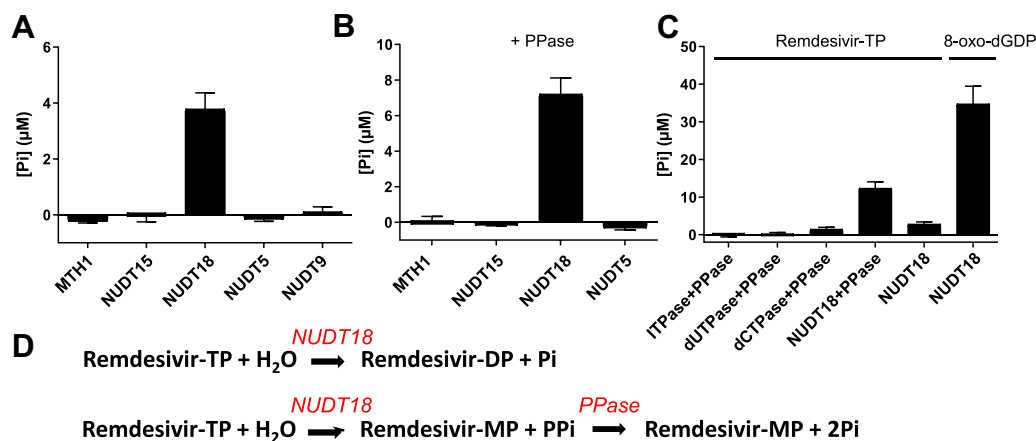 A
[Pi] (µM)
6
4
2
0
MTH1
NUDT15
NUDT18
NUDT5
NUDT9
B
+ PPase
[Pi] (µM)
10
8
6
4
2
0
MTH1
NUDT15
NUDT18
NUDT5
C
Remdesivir-TP
8-oxo-dGDP
[Pi] (µM)
50
40
30
20
10
0
ITPase+PPase
dUTPase+PPase
dCTPase+PPase
NUDT18+PPase
NUDT18
NUDT18
D
NUDT18
Remdesivir-TP + H₂O Remdesivir-DP + Pi
NUDT18 PPase
Remdesivir-TP + H₂O Remdesivir-MP + PPi Remdesivir-MP + 2Pi